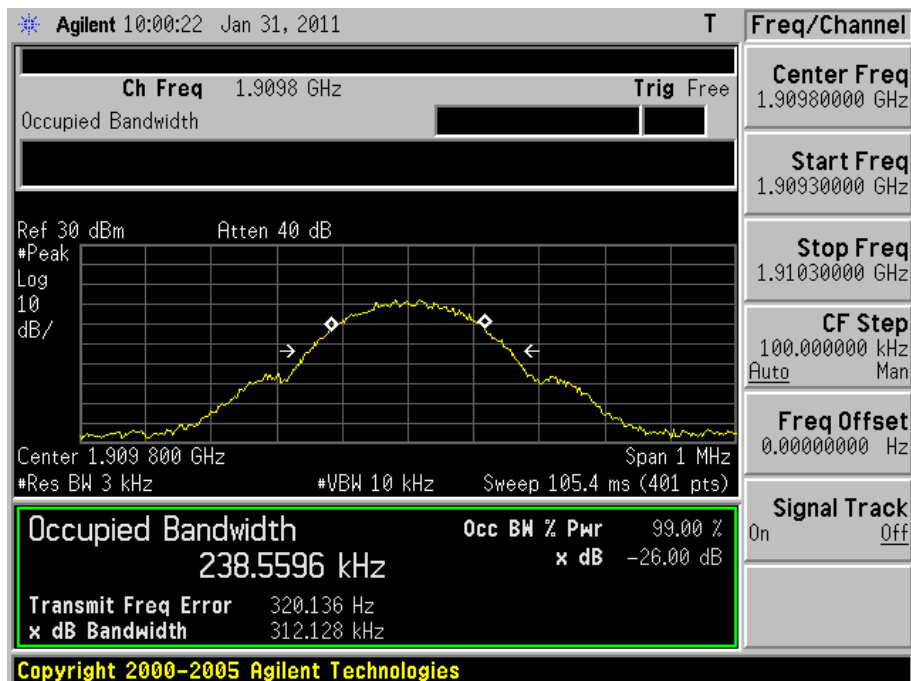 Agilent 10:00:22 Jan 31, 2011 T
Freq/Channel
Ch Freq 1.9098 GHz Trig Free
Occupied Bandwidth
Center Freq
1.90980000 GHz
Start Freq
1.90930000 GHz
Stop Freq
1.91030000 GHz
CF Step
100.000000 kHz
Auto Man
Freq Offset
0.00000000 Hz
Signal Track
On Off
Ref 30 dBm Atten 40 dB
#Peak
Log
10
dB/
Center 1.909 800 GHz Span 1 MHz
#Res BW 3 kHz #VBW 10 kHz Sweep 105.4 ms (401 pts)
Occupied Bandwidth
238.5596 kHz
Occ BW % Pwr 99.00 %
x dB -26.00 dB
Transmit Freq Error 320.136 Hz
x dB Bandwidth 312.128 kHz
Copyright 2000-2005 Agilent Technologies